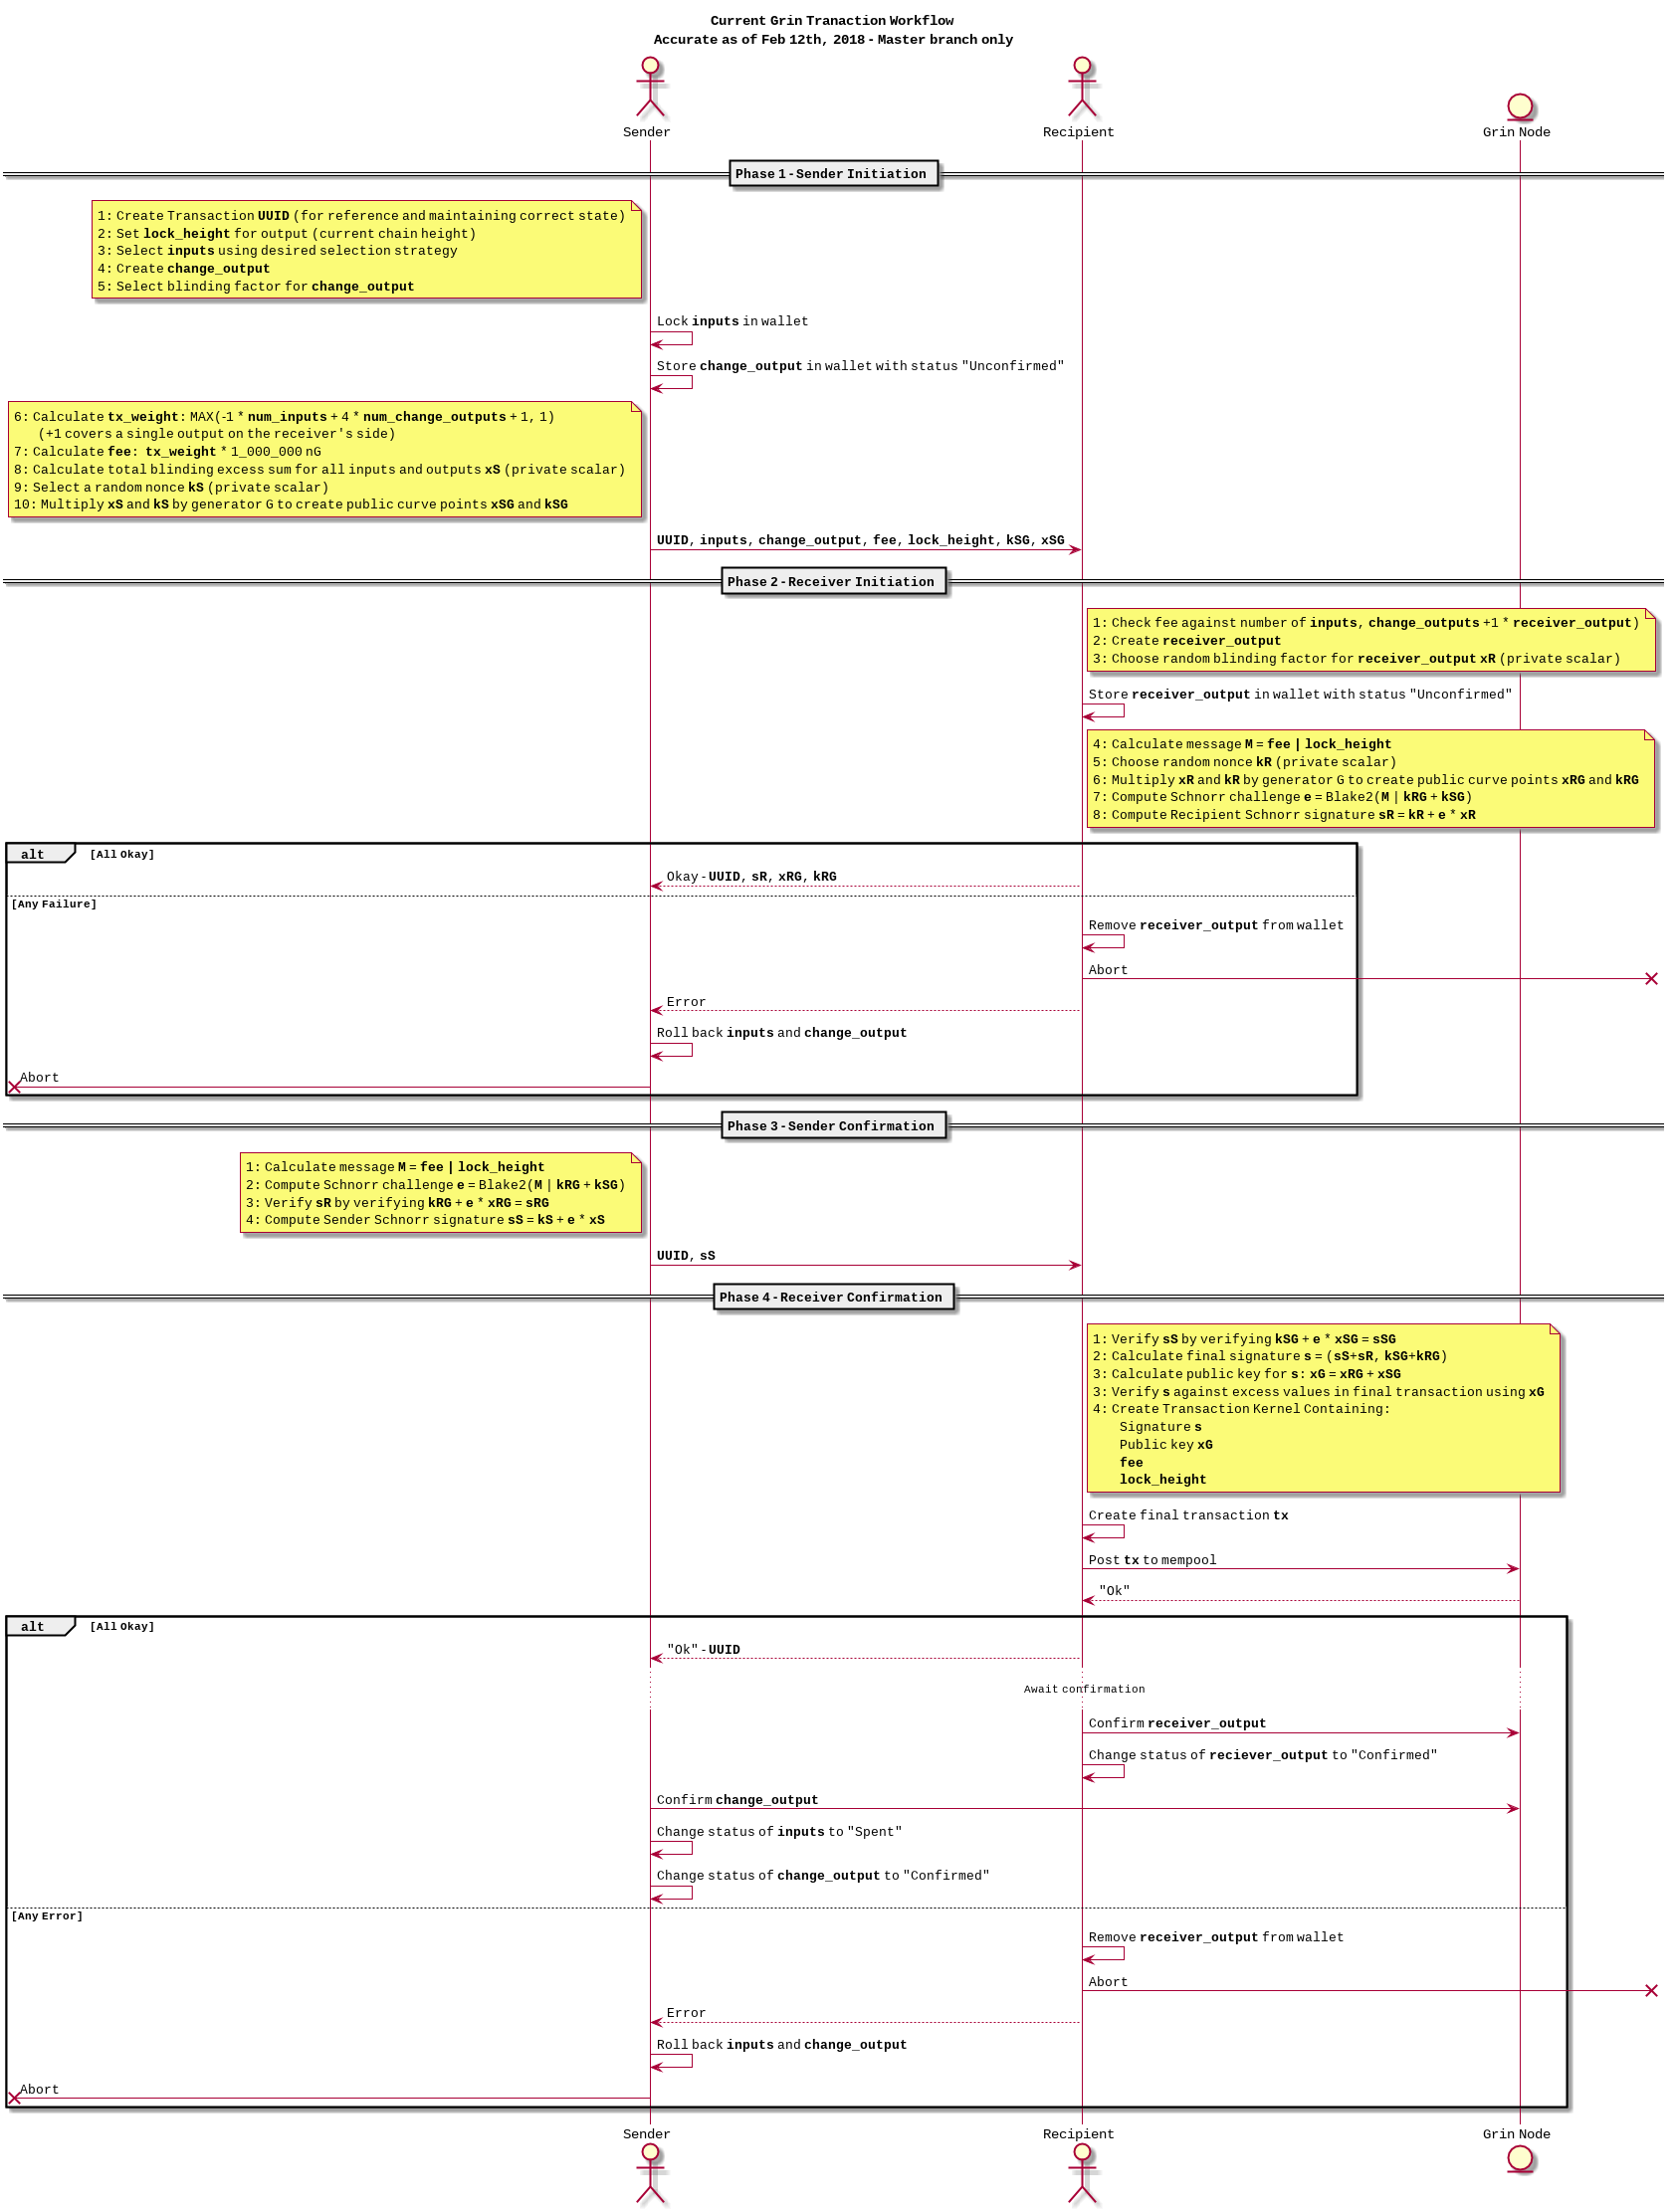 Current Grin Tranaction Workflow
Accurate as of Feb 12th, 2018 - Master branch only
Sender
Recipient
Grin Node
Phase 1 - Sender Initiation
1: Create Transaction UUID (for reference and maintaining correct state)
2: Set lock_height for output (current chain height)
3: Select inputs using desired selection strategy
4: Create change_output
5: Select blinding factor for change_output
Lock inputs in wallet
Store change_output in wallet with status "Unconfirmed"
6: Calculate tx_weight: MAX(-1 * num_inputs + 4 * num_change_outputs + 1, 1)
(+1 covers a single output on the receiver's side)
7: Calculate fee: tx_weight * 1_000_000 nG
8: Calculate total blinding excess sum for all inputs and outputs xS (private scalar)
9: Select a random nonce kS (private scalar)
10: Multiply xS and kS by generator G to create public curve points xSG and kSG
UUID, inputs, change_output, fee, lock_height, kSG, xSG
Phase 2 - Receiver Initiation
1: Check fee against number of inputs, change_outputs +1 * receiver_output)
2: Create receiver_output
3: Choose random blinding factor for receiver_output xR (private scalar)
Store receiver_output in wallet with status "Unconfirmed"
4: Calculate message M = fee | lock_height
5: Choose random nonce kR (private scalar)
6: Multiply xR and kR by generator G to create public curve points xRG and kRG
7: Compute Schnorr challenge e = Blake2(M | kRG + kSG)
8: Compute Recipient Schnorr signature sR = kR + e * xR
alt [All Okay]
Okay - UUID, sR, xRG, kRG
[Any Failure]
Remove receiver_output from wallet
Abort
Error
Roll back inputs and change_output
Abort
Phase 3 - Sender Confirmation
1: Calculate message M = fee | lock_height
2: Compute Schnorr challenge e = Blake2(M | kRG + kSG)
3: Verify sR by verifying kRG + e * xRG = sRG
4: Compute Sender Schnorr signature sS = kS + e * xS
UUID, sS
Phase 4 - Receiver Confirmation
1: Verify sS by verifying kSG + e * xSG = sSG
2: Calculate final signature s = (sS+sR, kSG+kRG)
3: Calculate public key for s: xG = xRG + xSG
3: Verify s against excess values in final transaction using xG
4: Create Transaction Kernel Containing:
Signature s
Public key xG
fee
lock_height
Create final transaction tx
Post tx to mempool
"Ok"
alt [All Okay]
"Ok" - UUID
Await confirmation
Confirm receiver_output
Change status of reciever_output to "Confirmed"
Confirm change_output
Change status of inputs to "Spent"
Change status of change_output to "Confirmed"
[Any Error]
Remove receiver_output from wallet
Abort
Error
Roll back inputs and change_output
Abort
Sender
Recipient
Grin Node